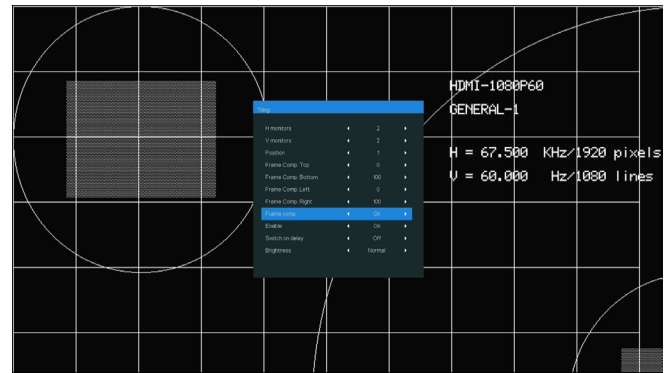 HDMI-1080P60
GENERAL-1
H = 67.500 KHz/1920 pixels
V = 60.000 Hz/1080 lines
Tiling
H monitors 2
V monitors 2
Position 1
Frame Comp. Top 0
Frame Comp. Bottom 100
Frame Comp. Left 0
Frame Comp. Right 100
Frame comp. On
Enable On
Switch on delay Off
Brightness Normal